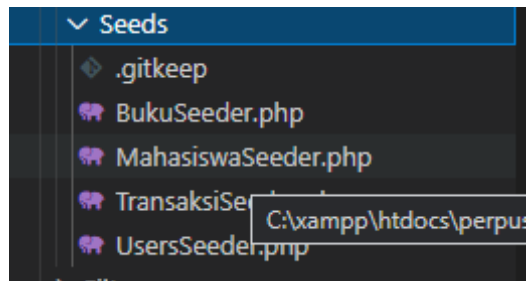 Seeds
.gitkeep
BukuSeeder.php
MahasiswaSeeder.php
C:\xampp\htdocs\perpus
UsersSeeder.php